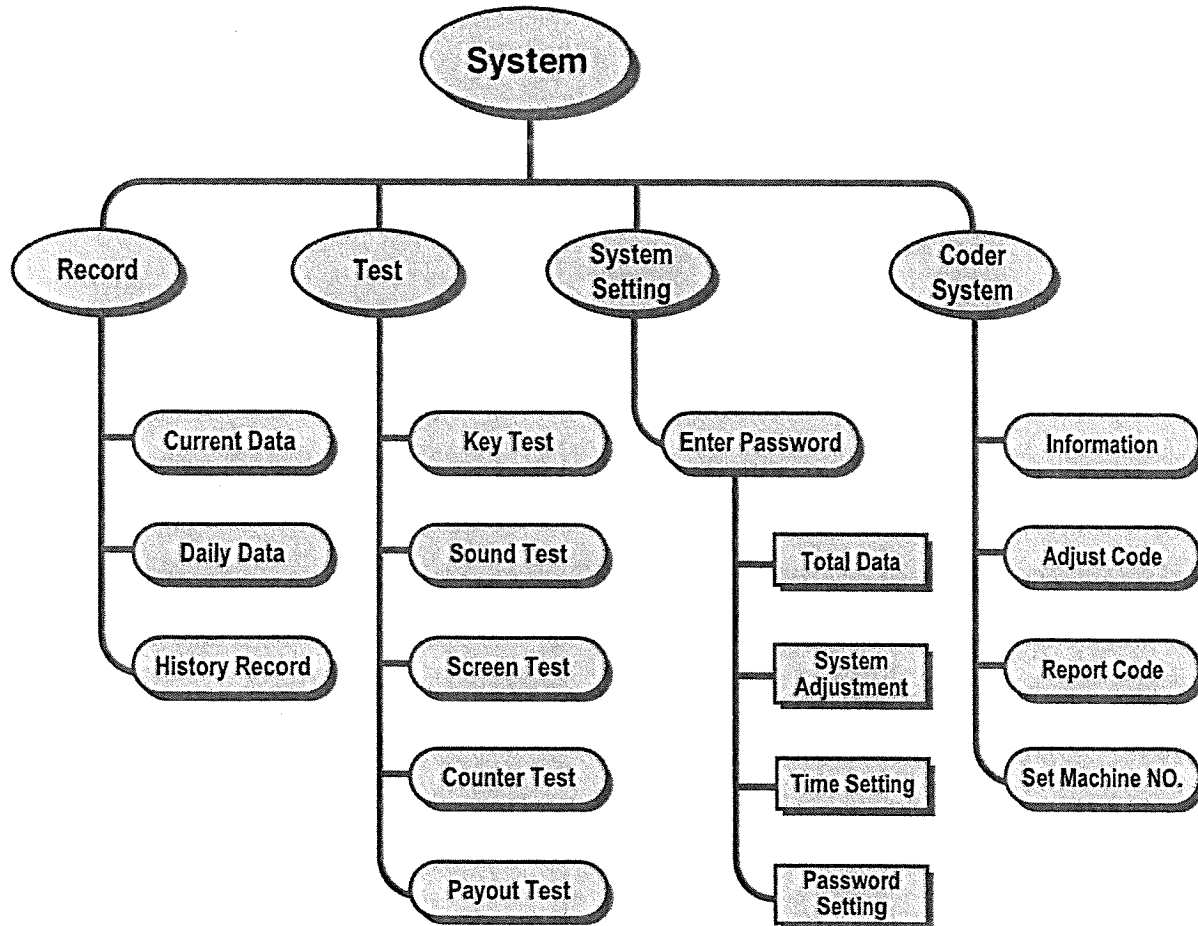 System
Record
Test
System
Setting
Coder
System
Current Data
Daily Data
History Record
Key Test
Sound Test
Screen Test
Counter Test
Payout Test
Enter Password
Total Data
System
Adjustment
Time Setting
Password
Setting
Information
Adjust Code
Report Code
Set Machine NO.